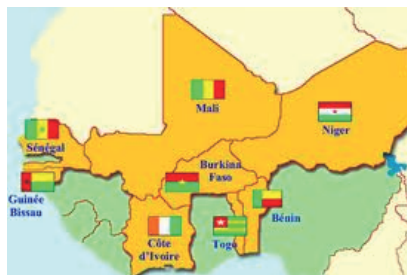 Mali
Niger
Sénégal
Burkina
Faso
Guinée
Bissau
Bénin
Côte
d'Ivoire
Togo